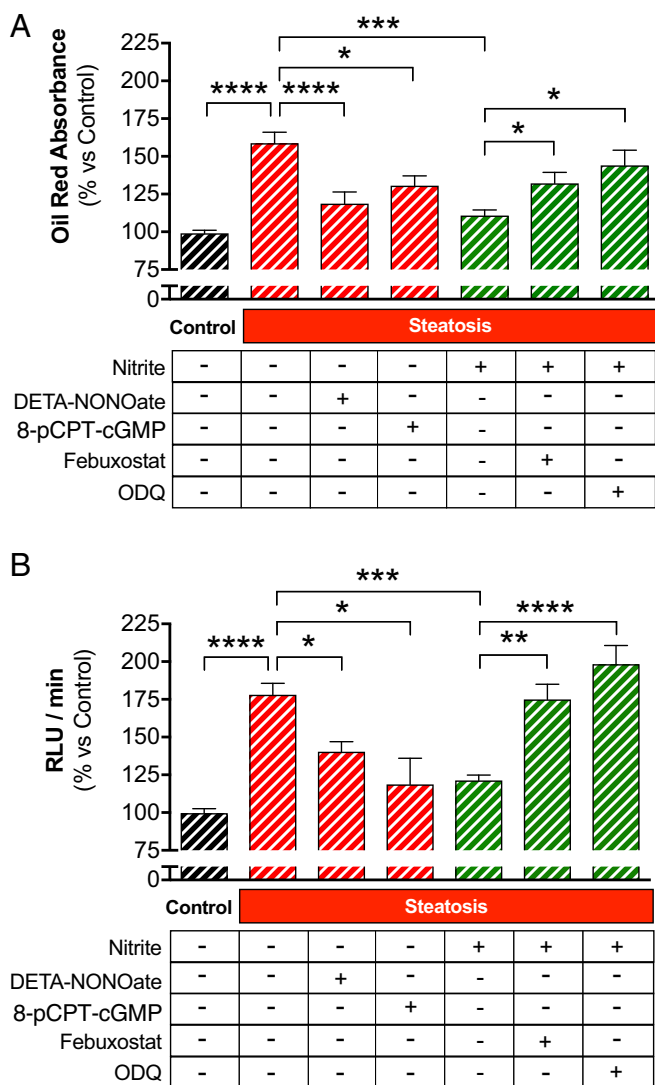 A
Oil Red Absorbance
(% vs Control)
225
200
175
150
125
100
75
0
***
*
****
****
*
*
Control
Steatosis
Nitrite - - - - + + +
DETA-NONOate - - + - - - -
8-pCPT-cGMP - - - + - - -
Febuxostat - - - - - + -
ODQ - - - - - - +
B
RLU / min
(% vs Control)
225
200
175
150
125
100
75
0
***
*
****
****
*
**
Control
Steatosis
Nitrite - - - - + + +
DETA-NONOate - - + - - - -
8-pCPT-cGMP - - - + - - -
Febuxostat - - - - - + -
ODQ - - - - - - +